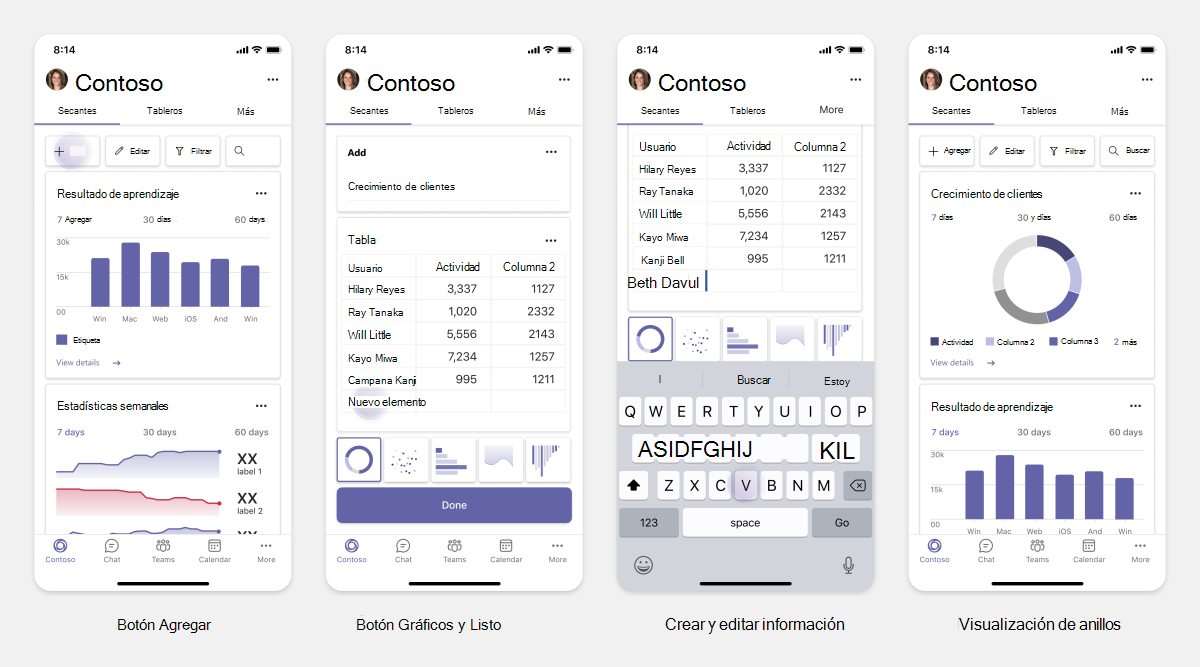 8:14
Contoso
Secantes Tableros Más
+ Editar Filtrar
Resultado de aprendizaje
7 Agregar 30 días 60 days
30k
15k
00
Win Mac Web iOS And Win
Etiqueta
View details
Estadísticas semanales
7 days 30 days 60 days
XX
label 1
XX
label 2
XX
Contoso Chat Teams Calendar More
Botón Agregar
8:14
Contoso
Secantes Tableros Más
Add
Crecimiento de clientes
Tabla
Usuario Actividad Columna 2
Hilary Reyes 3,337 1127
Ray Tanaka 1,020 2332
Will Little 5,556 2143
Kayo Miwa 7,234 1257
Campana Kanji 995 1211
Nuevo elemento
Done
Contoso Chat Teams Calendar More
Botón Gráficos y Listo
8:14
Contoso
Secantes Tableros More
Usuario Actividad Columna 2
Hilary Reyes 3,337 1127
Ray Tanaka 1,020 2332
Will Little 5,556 2143
Kayo Miwa 7,234 1257
Kanji Bell 995 1211
Beth Davul
I Buscar Estoy
Q W E R T Y U I O P
ASIDFGHIJ KIL
Z X C V B N M
123 space Go
Crear y editar información
8:14
Contoso
Secantes Tableros Más
+ Agregar Editar Filtrar Buscar
Crecimiento de clientes
7 días 30 y días 60 días
Actividad Columna 2 Columna 3 2 más
View details
Resultado de aprendizaje
7 days 30 days 60 days
30k
15k
00
Win Mac Web iOS And Win
Contoso Chat Teams Calendar More
Visualización de anillos